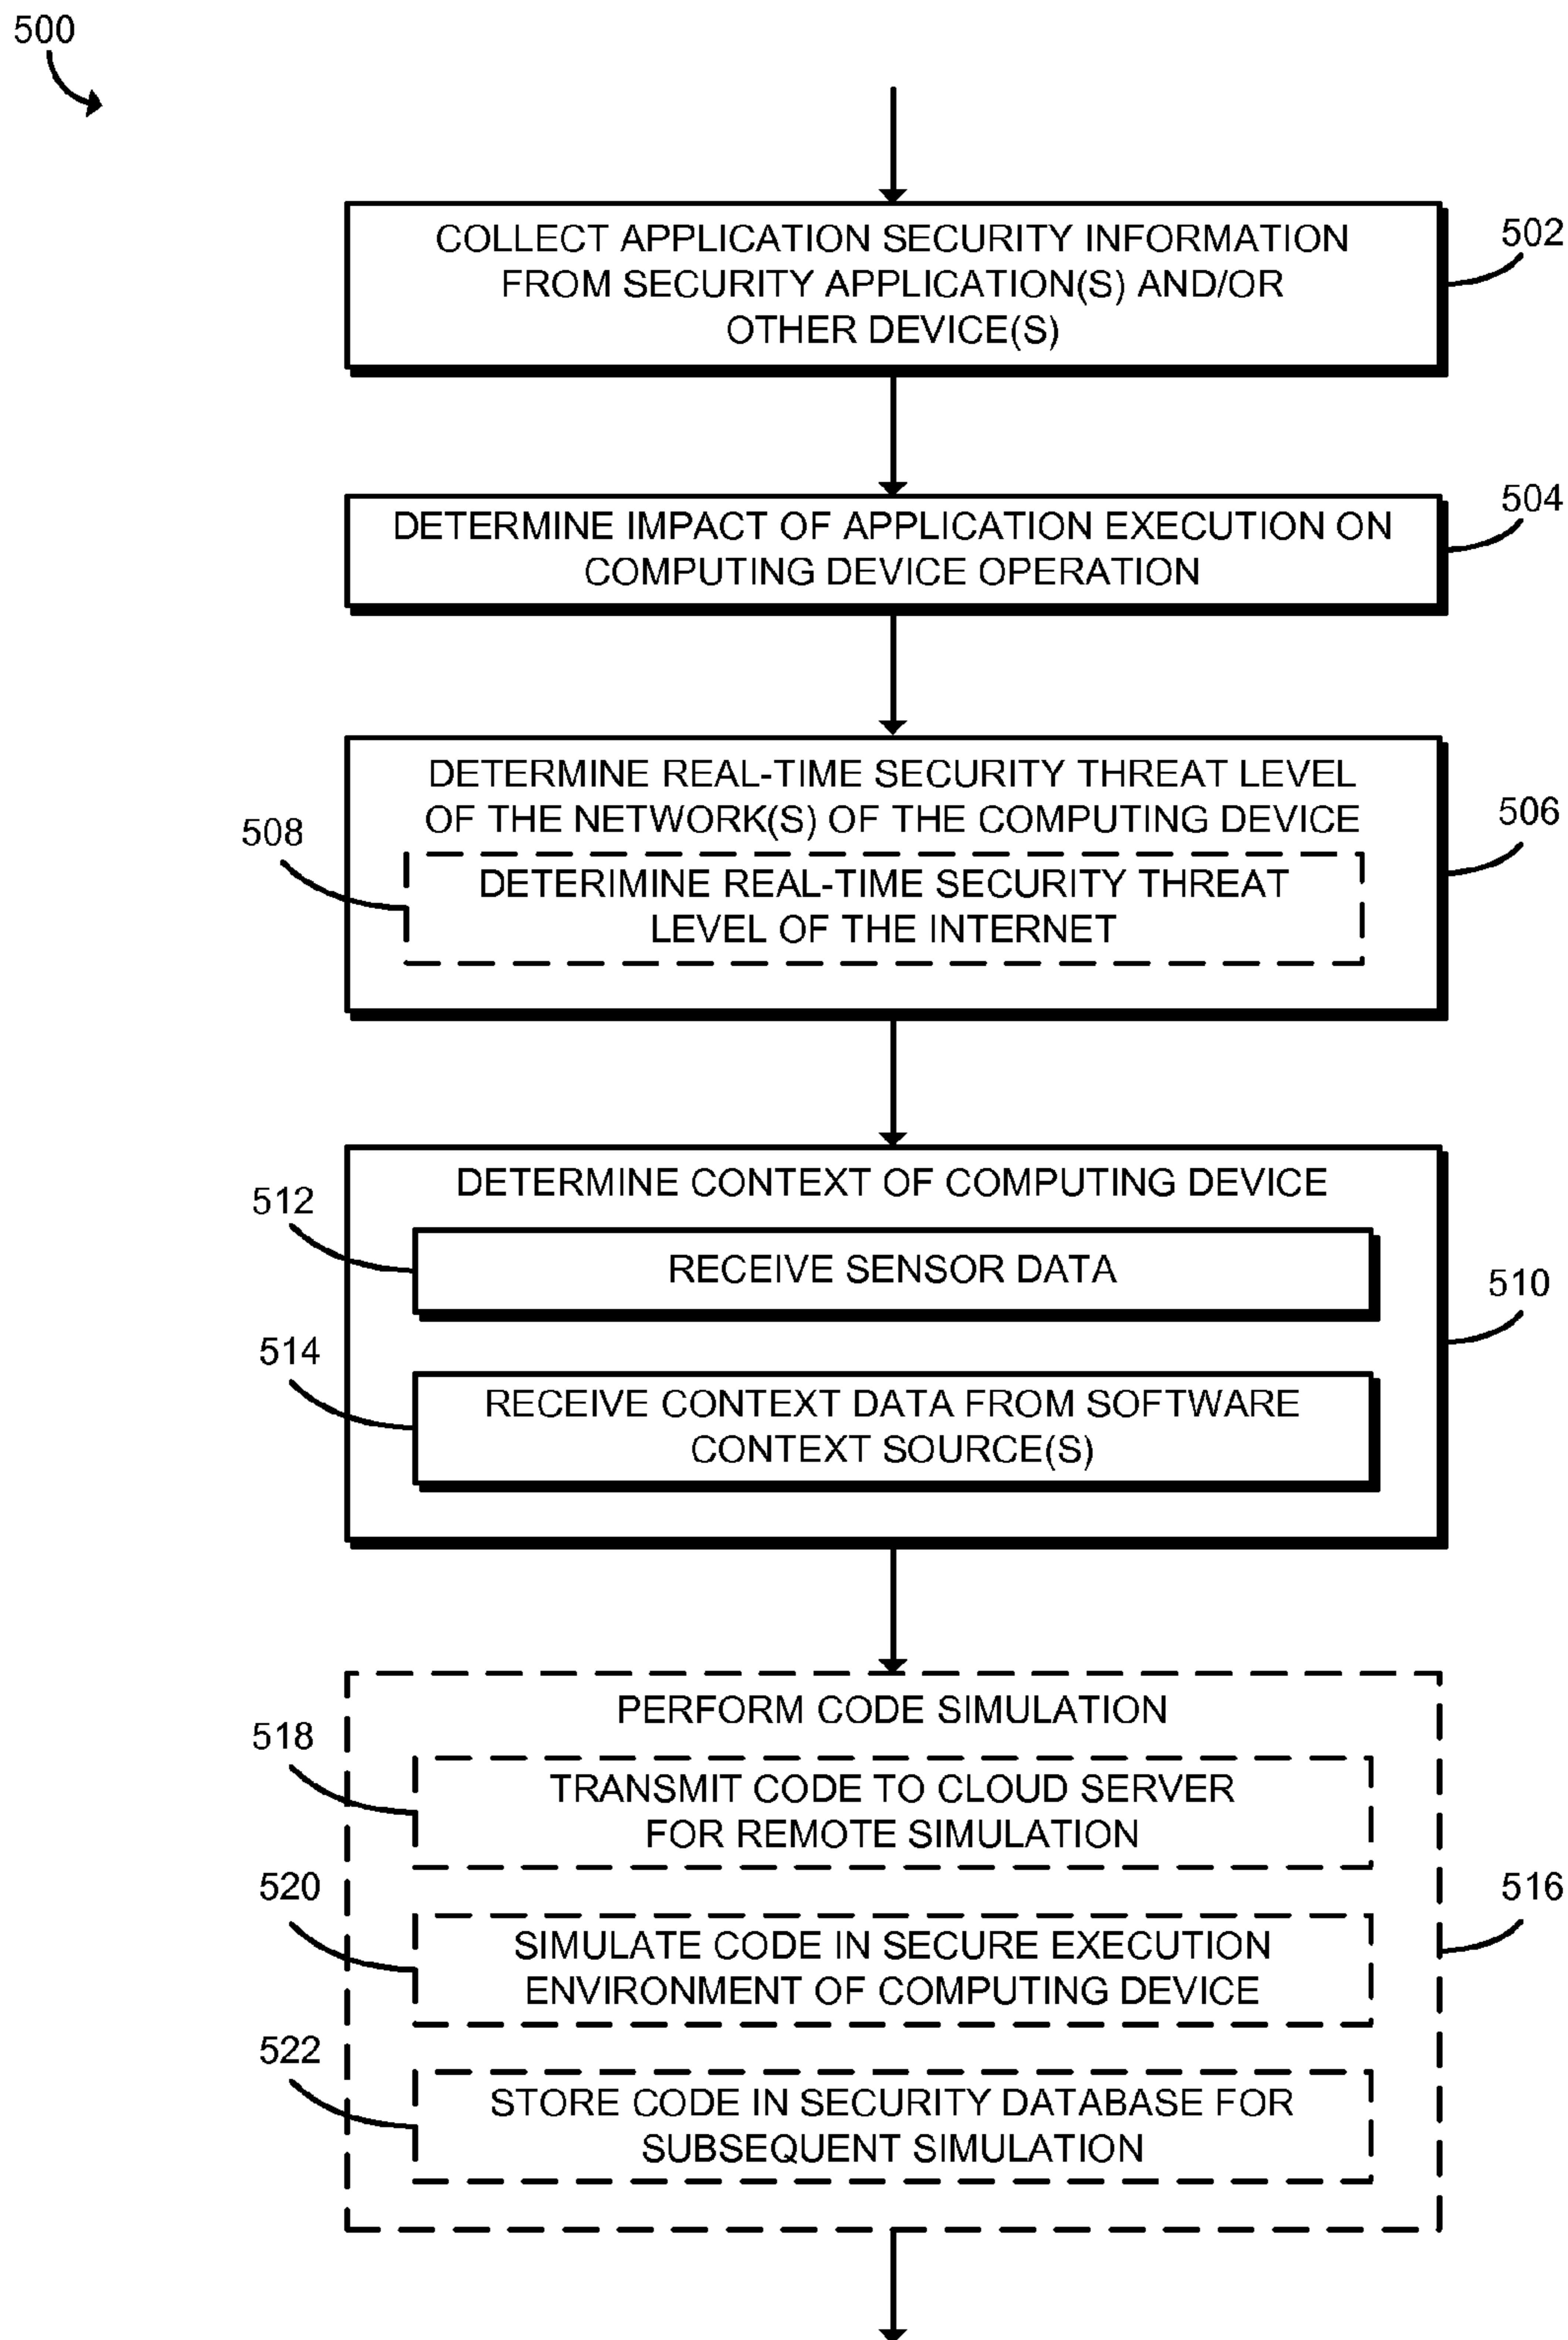 500
COLLECT APPLICATION SECURITY INFORMATION
FROM SECURITY APPLICATION(S) AND/OR
OTHER DEVICE(S)
502
DETERMINE IMPACT OF APPLICATION EXECUTION ON
COMPUTING DEVICE OPERATION
504
DETERMINE REAL-TIME SECURITY THREAT LEVEL
OF THE NETWORK(S) OF THE COMPUTING DEVICE
506
508
DETERIMINE REAL-TIME SECURITY THREAT
LEVEL OF THE INTERNET
DETERMINE CONTEXT OF COMPUTING DEVICE
510
512
RECEIVE SENSOR DATA
514
RECEIVE CONTEXT DATA FROM SOFTWARE
CONTEXT SOURCE(S)
PERFORM CODE SIMULATION
516
518
TRANSMIT CODE TO CLOUD SERVER
FOR REMOTE SIMULATION
520
SIMULATE CODE IN SECURE EXECUTION
ENVIRONMENT OF COMPUTING DEVICE
522
STORE CODE IN SECURITY DATABASE FOR
SUBSEQUENT SIMULATION